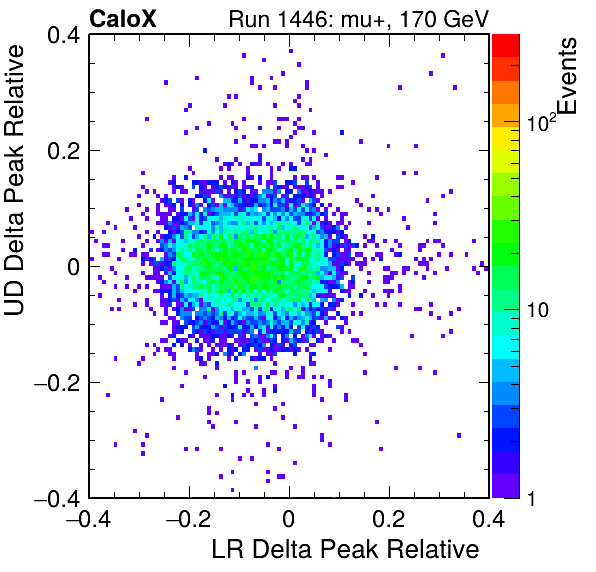 CaloX Run 1446: mu+, 170 GeV
UD Delta Peak Relative
0.4
0.2
0
−0.2
−0.4
−0.4 −0.2 0 0.2 0.4
LR Delta Peak Relative
Events
10²
10
1